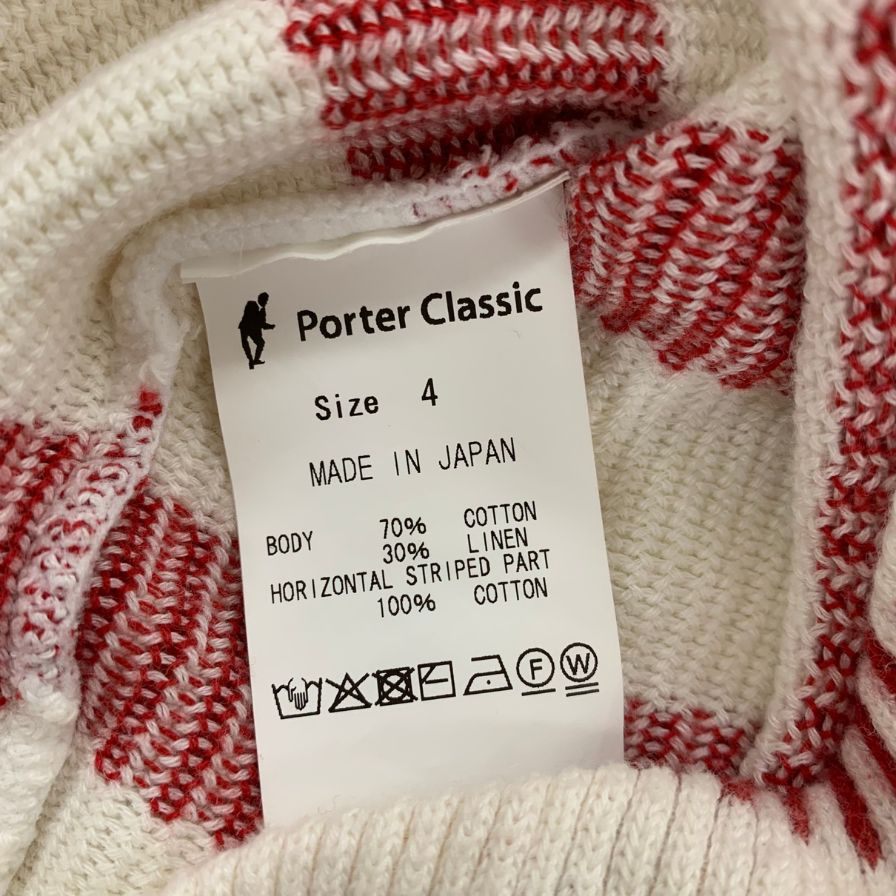 Porter Classic
Size 4
MADE IN JAPAN
BODY 70% COTTON
30% LINEN
HORIZONTAL STRIPED PART
100% COTTON
F W